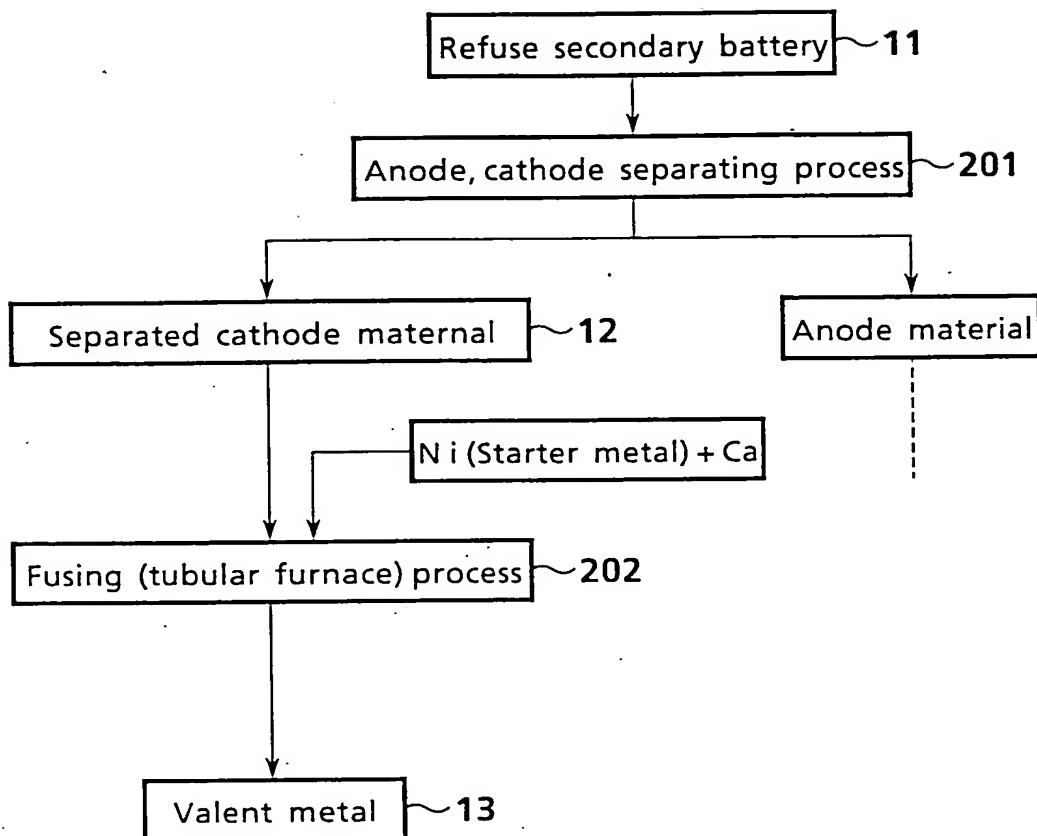 Refuse secondary battery 11
Anode, cathode separating process 201
Separated cathode maternal 12
Anode material
Ni (Starter metal) + Ca
Fusing (tubular furnace) process 202
Valent metal 13